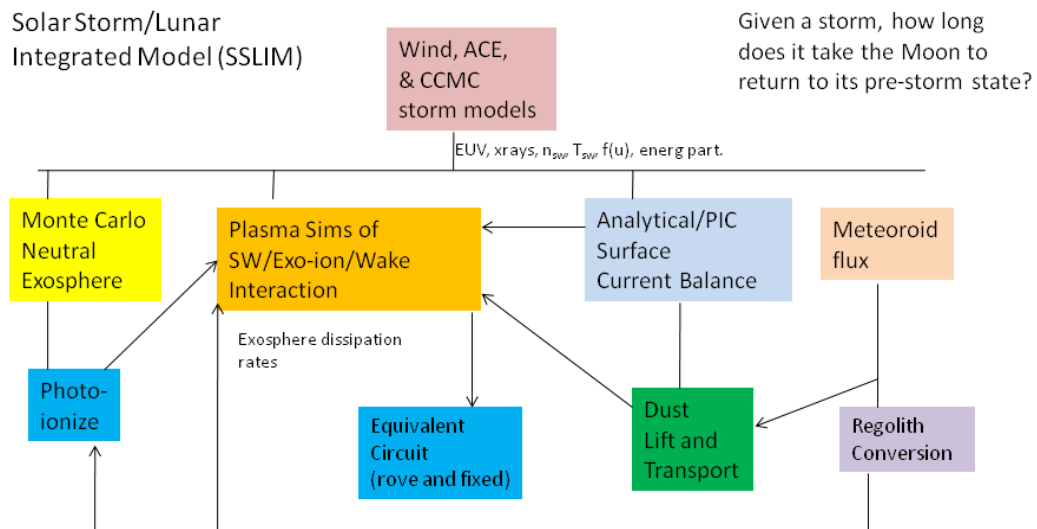 Solar Storm/Lunar
Integrated Model (SSLIM)
Wind, ACE,
& CCMC
storm models
Given a storm, how long
does it take the Moon to
return to its pre-storm state?
EUV, xrays, n_sw, T_sw, f(u), energ part.
Monte Carlo
Neutral
Exosphere
Plasma Sims of
SW/Exo-ion/Wake
Interaction
Analytical/PIC
Surface
Current Balance
Meteoroid
flux
Exosphere dissipation
rates
Photo-
ionize
Equivalent
Circuit
(rove and fixed)
Dust
Lift and
Transport
Regolith
Conversion